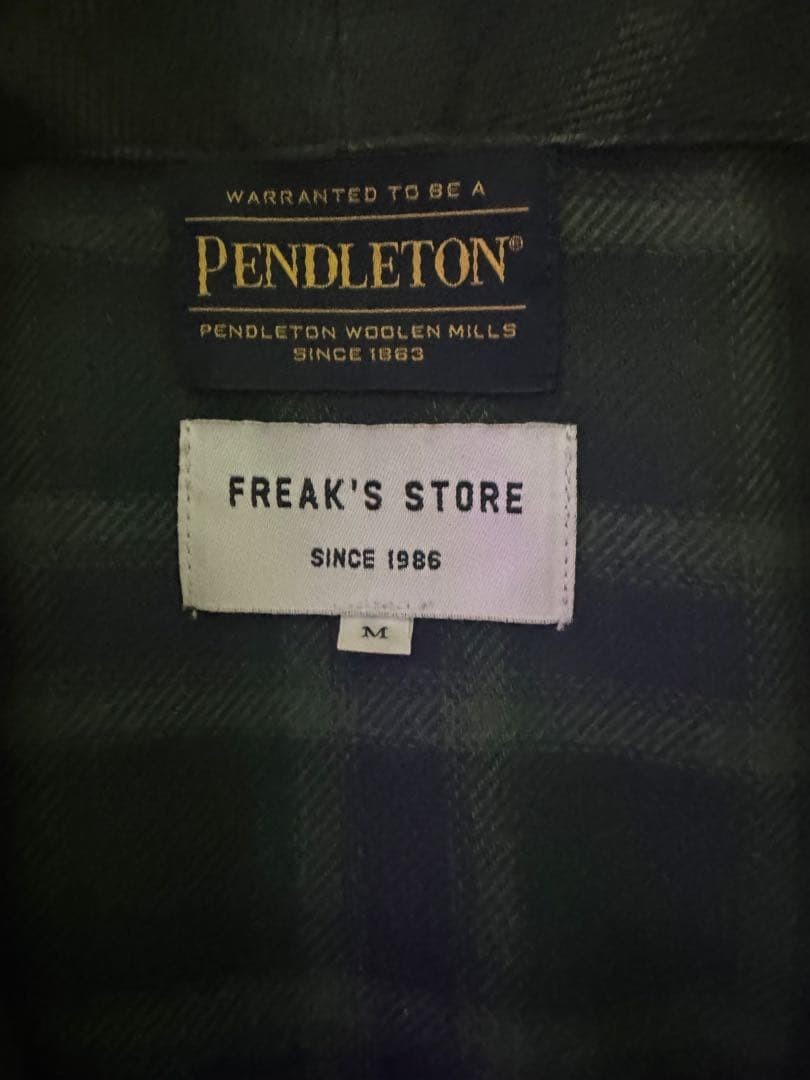 WARRANTED TO BE A
PENDLETON®
PENDLETON WOOLEN MILLS
SINCE 1863
FREAK'S STORE
SINCE 1986
M